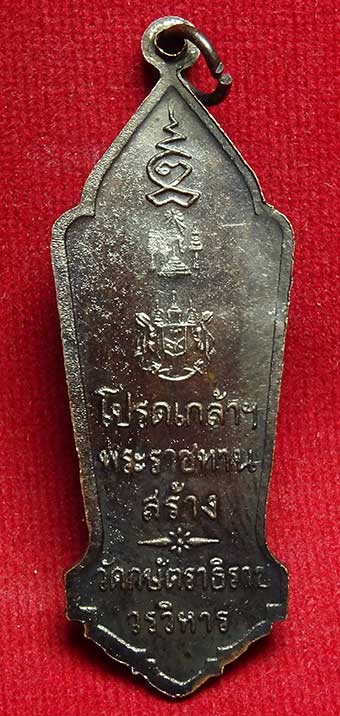 โปรดเกล้าฯ
พระราชทาน
สร้าง
วัดกษัตราธิราช
วรวิหาร